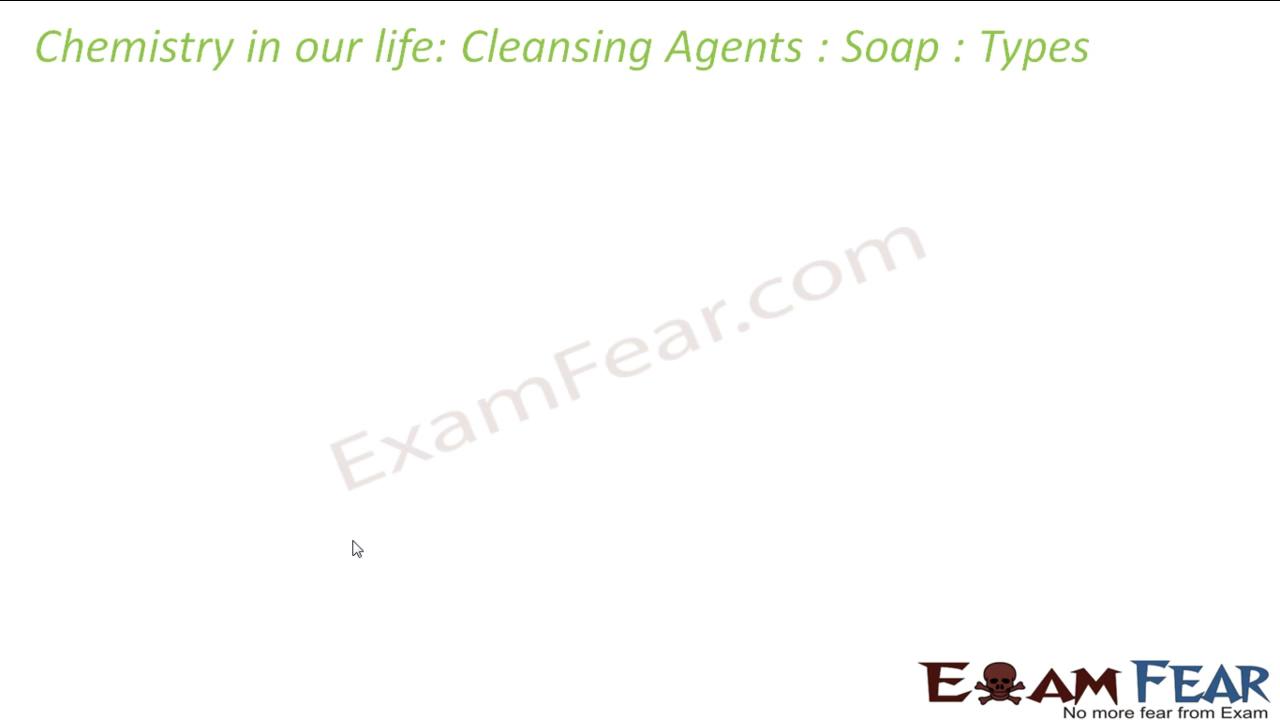 Chemistry in our life: Cleansing Agents : Soap : Types
ExamFear.com
EXAM FEAR
No more fear from Exam